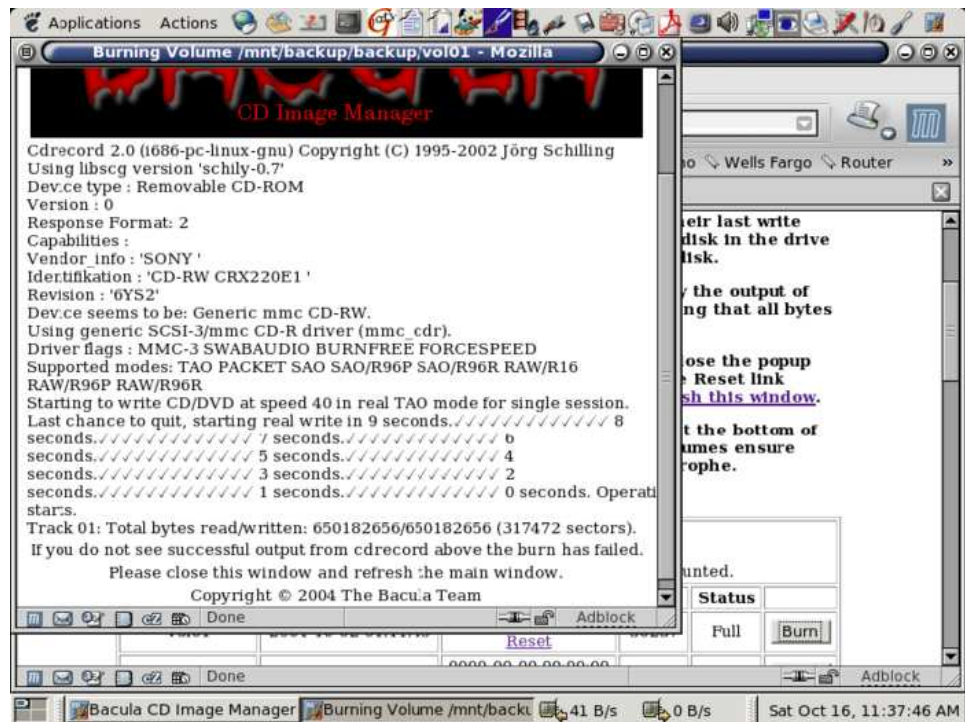 Applications Actions
Burning Volume /mnt/backup/backup/vol01 - Mozilla
CD Image Manager
Cdrecord 2.0 (i686-pc-linux-gnu) Copyright (C) 1995-2002 Jörg Schilling
Using libscg version 'schily-0.7'
Device type : Removable CD-ROM
Version : 0
Response Format: 2
Capabilities :
Vendor_info : 'SONY '
Identifikation : 'CD-RW CRX220E1 '
Revision : '6YS2'
Device seems to be: Generic mmc CD-RW.
Using generic SCSI-3/mmc CD-R driver (mmc_cdr).
Driver flags : MMC-3 SWABAUDIO BURNFREE FORCESPEED
Supported modes: TAO PACKET SAO SAO/R96P SAO/R96R RAW/R16
RAW/R96P RAW/R96R
Starting to write CD/DVD at speed 40 in real TAO mode for single session.
Last chance to quit, starting real write in 9 seconds.✓✓✓✓✓✓✓✓✓✓✓✓✓ 8
seconds.✓✓✓✓✓✓✓✓✓✓✓✓✓ 7 seconds.✓✓✓✓✓✓✓✓✓✓✓✓✓ 6
seconds.✓✓✓✓✓✓✓✓✓✓✓✓✓ 5 seconds.✓✓✓✓✓✓✓✓✓✓✓✓✓ 4
seconds.✓✓✓✓✓✓✓✓✓✓✓✓✓ 3 seconds.✓✓✓✓✓✓✓✓✓✓✓✓✓ 2
seconds.✓✓✓✓✓✓✓✓✓✓✓✓✓ 1 seconds.✓✓✓✓✓✓✓✓✓✓✓✓✓ 0 seconds. Operati
starts.
Track 01: Total bytes read/written: 650182656/650182656 (317472 sectors).
If you do not see successful output from cdrecord above the burn has failed.
Please close this window and refresh the main window.
Copyright © 2004 The Bacula Team
Done Adblock
Wells Fargo Router »
eir last write
disk in the drive
the output of
ng that all bytes
ose the popup
Reset link
sh this window.
t the bottom of
umes ensure
rophe.
unted.
Status
Reset Full Burn
Done Adblock
Bacula CD Image Manager Burning Volume /mnt/backu 41 B/s 0 B/s Sat Oct 16, 11:37:46 AM